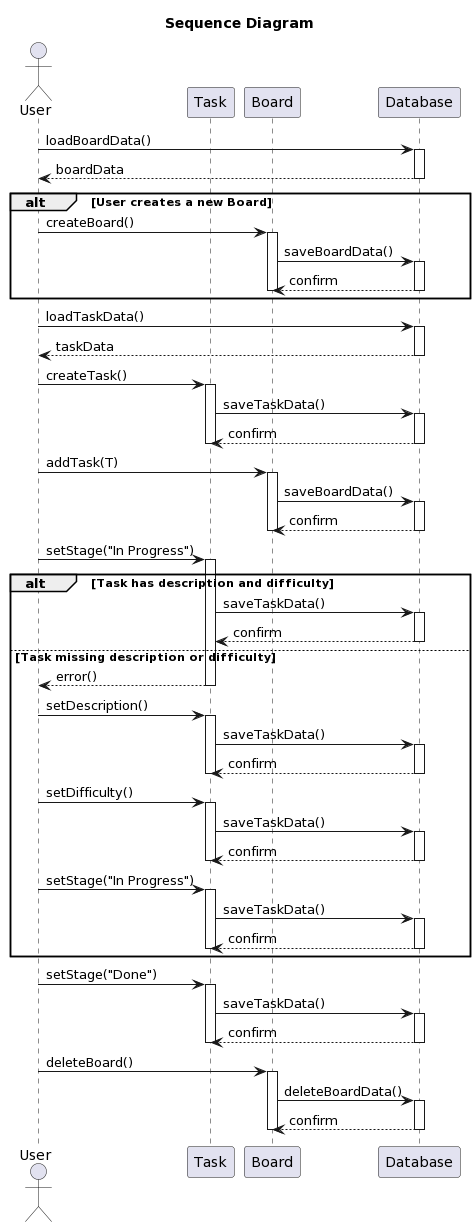 Sequence Diagram
User
Task
Board
Database
loadBoardData()
boardData
alt [User creates a new Board]
createBoard()
saveBoardData()
confirm
loadTaskData()
taskData
createTask()
saveTaskData()
confirm
addTask(T)
saveBoardData()
confirm
setStage("In Progress")
alt [Task has description and difficulty]
saveTaskData()
confirm
[Task missing description or difficulty]
error()
setDescription()
saveTaskData()
confirm
setDifficulty()
saveTaskData()
confirm
setStage("In Progress")
saveTaskData()
confirm
setStage("Done")
saveTaskData()
confirm
deleteBoard()
deleteBoardData()
confirm
User
Task
Board
Database